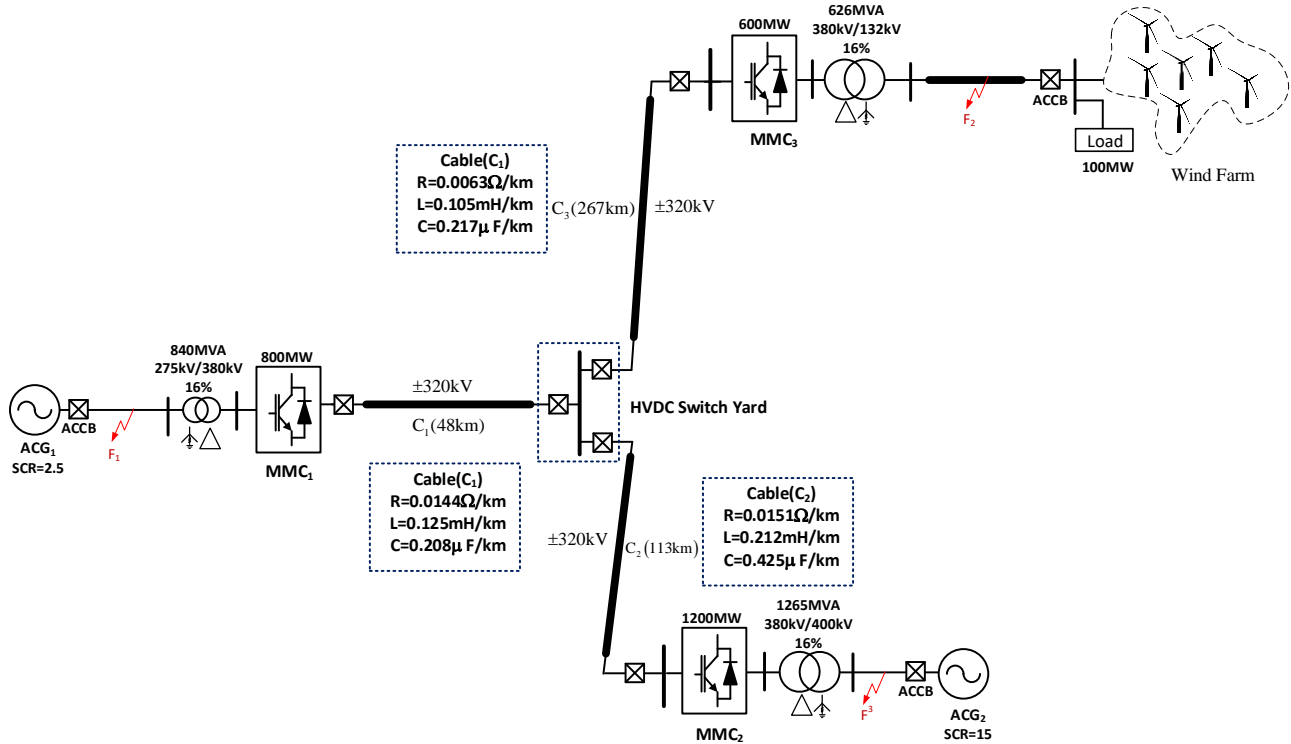 626MVA
380kV/132kV
16%
600MW
MMC₃
ACCB
F₂
Load
100MW
Wind Farm
Cable(C₁)
R=0.0063Ω/km
L=0.105mH/km
C=0.217μ F/km
C₃(267km)
±320kV
840MVA
275kV/380kV
16%
800MW
ACG₁
SCR=2.5
ACCB
F₁
MMC₁
±320kV
C₁(48km)
HVDC Switch Yard
Cable(C₁)
R=0.0144Ω/km
L=0.125mH/km
C=0.208μ F/km
±320kV
C₂(113km)
Cable(C₂)
R=0.0151Ω/km
L=0.212mH/km
C=0.425μ F/km
1200MW
1265MVA
380kV/400kV
16%
MMC₂
F³
ACCB
ACG₂
SCR=15